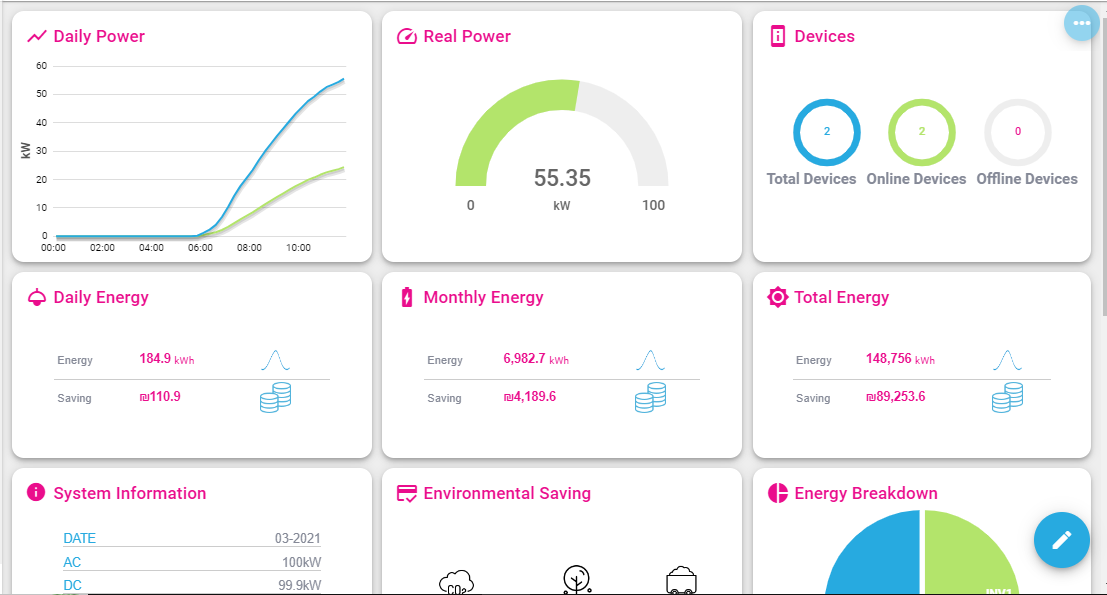 Daily Power
60
50
40
30
20
10
0
kW
00:00 02:00 04:00 06:00 08:00 10:00
Real Power
55.35
0 kW 100
Devices
2 2 0
Total Devices Online Devices Offline Devices
Daily Energy
Energy 184.9 kWh
Saving ₪110.9
Monthly Energy
Energy 6,982.7 kWh
Saving ₪4,189.6
Total Energy
Energy 148,756 kWh
Saving ₪89,253.6
System Information
DATE 03-2021
AC 100kW
DC 99.9kW
Environmental Saving
CO2
Energy Breakdown